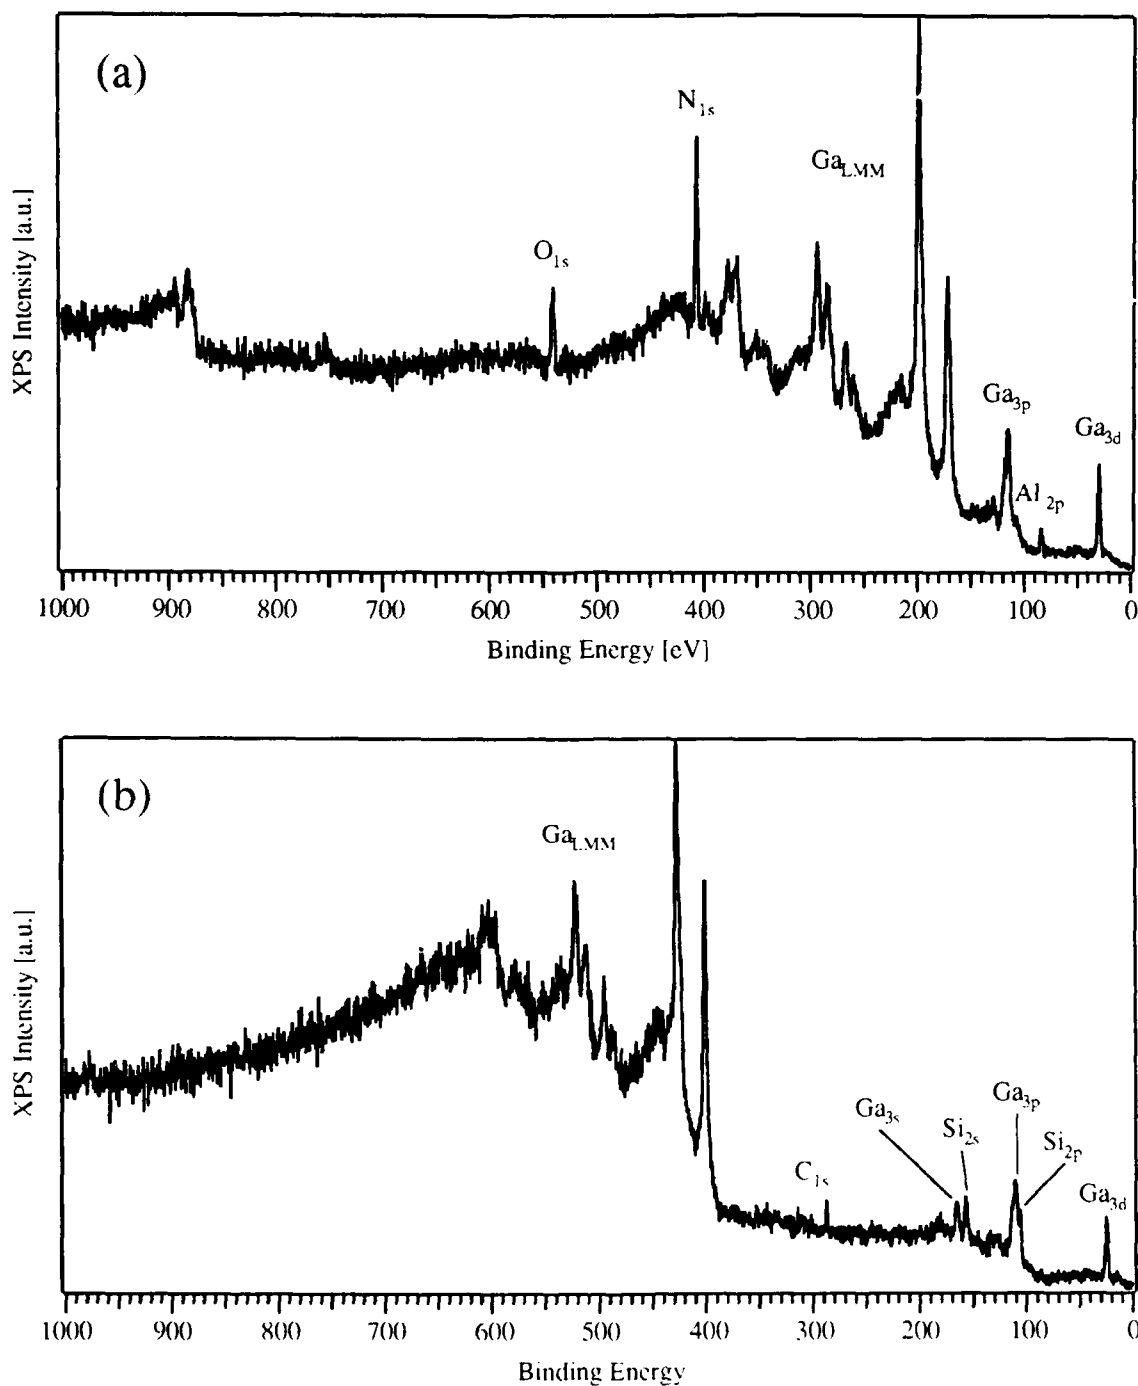 (a)
N1s
GaLMM
O1s
Ga3p
Ga3d
Al 2p
XPS Intensity [a.u.]
1000 900 800 700 600 500 400 300 200 100 0
Binding Energy [eV]
(b)
GaLMM
Ga3p
Ga3s
Si2s
Si2p
C1s
Ga3d
XPS Intensity [a.u.]
1000 900 800 700 600 500 400 300 200 100 0
Binding Energy